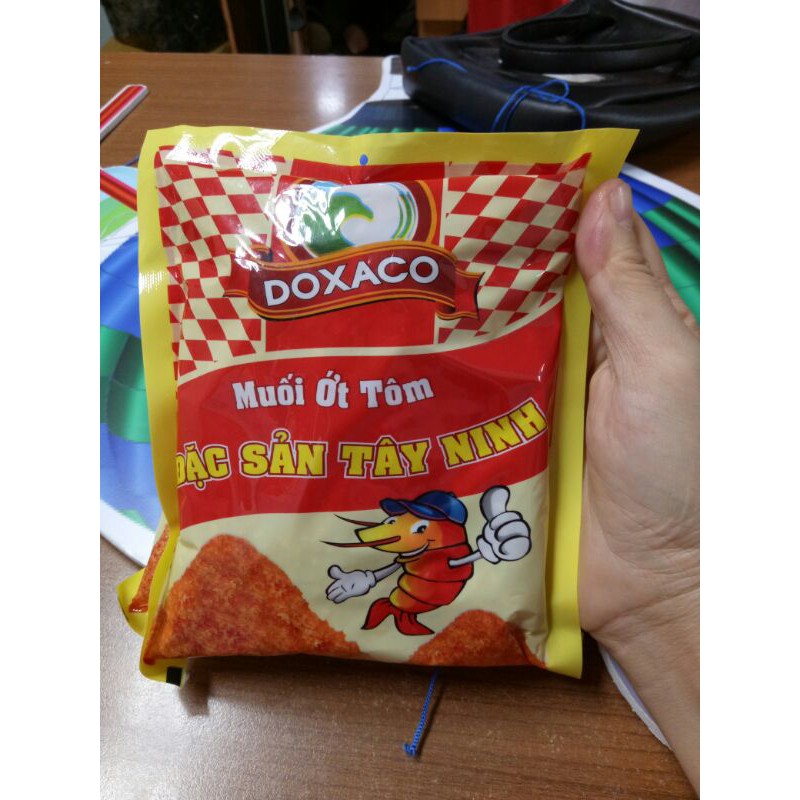 DOXACO
Muối Ớt Tôm
ĐẶC SẢN TÂY NINH